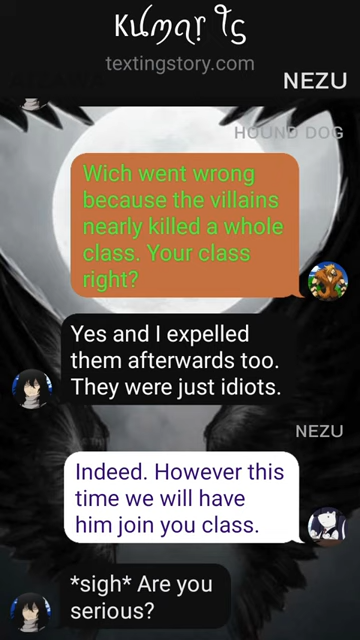 Kumar Ts
textingstory.com
AIZAWA
NEZU
HOUND DOG
Wich went wrong
because the villains
nearly killed a whole
class. Your class
right?
Yes and I expelled
them afterwards too.
They were just idiots.
NEZU
Indeed. However this
time we will have
him join you class.
*sigh* Are you
serious?